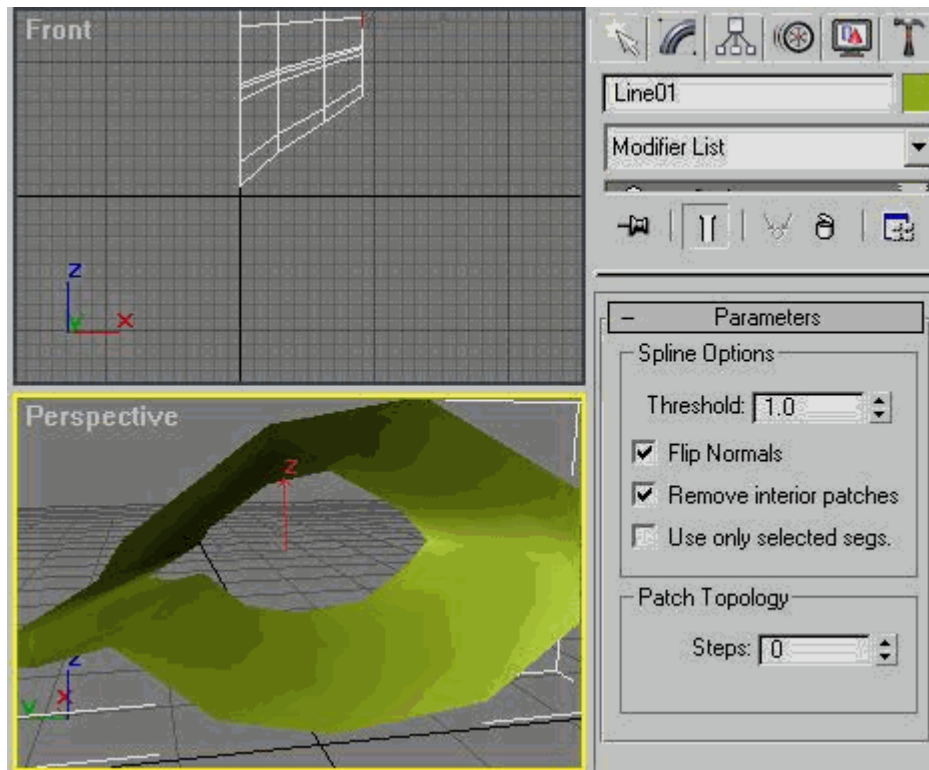 Front
Z
Y
X
Perspective
Z
Z
Y
X
Line01
Modifier List
Parameters
Spline Options
Threshold: 1.0
Flip Normals
Remove interior patches
Use only selected segs.
Patch Topology
Steps: 0